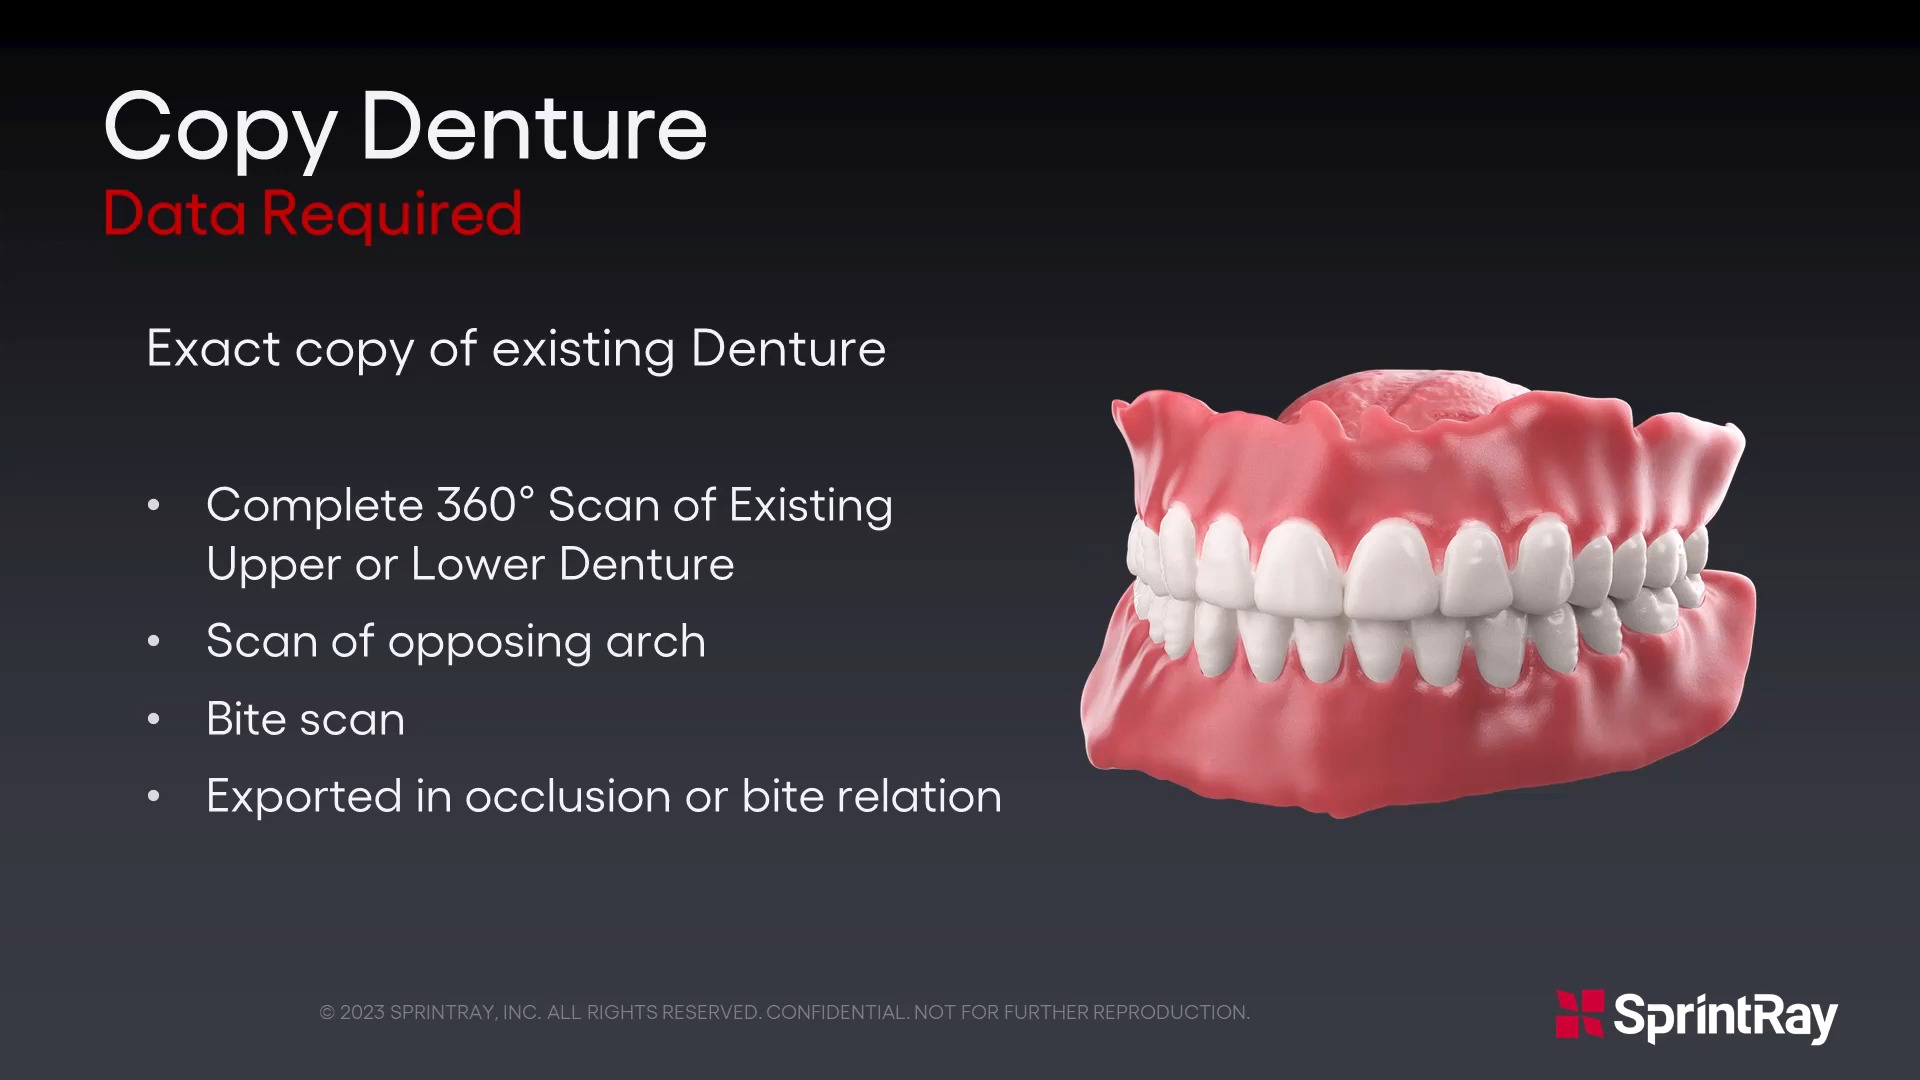 Copy Denture
Data Required
Exact copy of existing Denture
• Complete 360° Scan of Existing
Upper or Lower Denture
• Scan of opposing arch
• Bite scan
• Exported in occlusion or bite relation
© 2023 SPRINTRAY, INC. ALL RIGHTS RESERVED. CONFIDENTIAL. NOT FOR FURTHER REPRODUCTION.
SprintRay